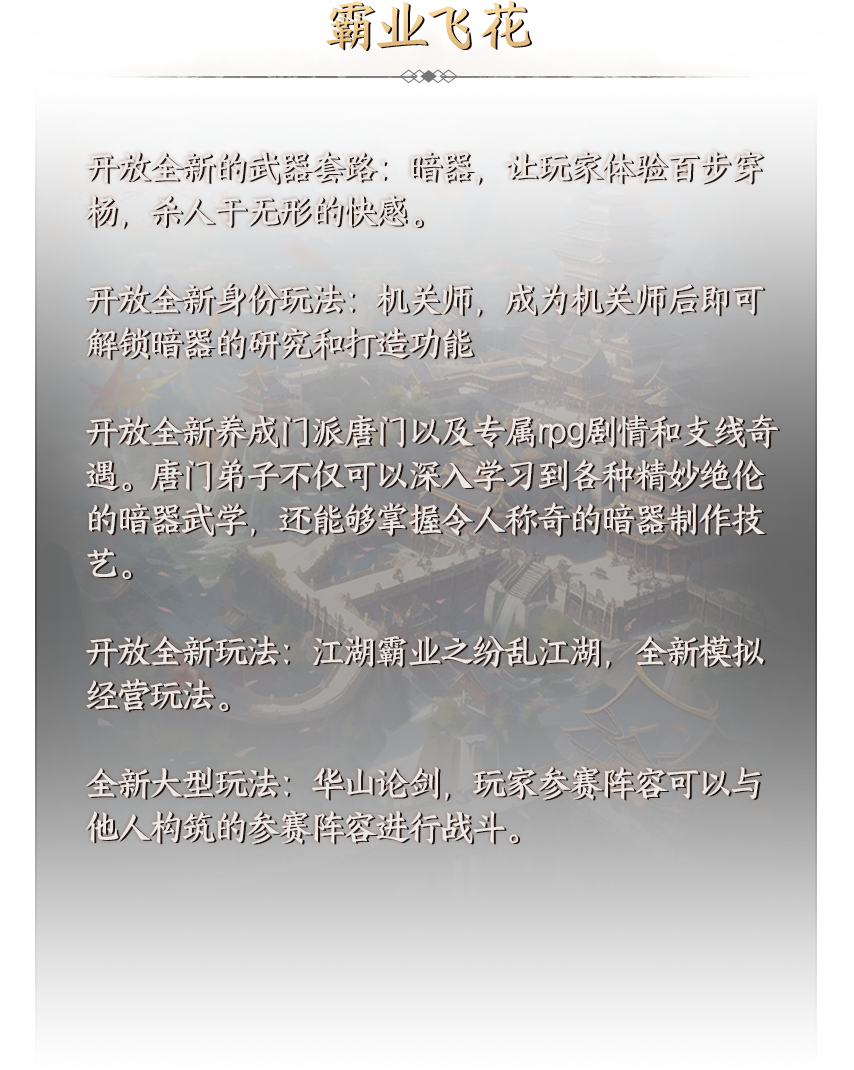 霸业飞花
开放全新的武器套路：暗器，让玩家体验百步穿
杨，杀人于无形的快感。
开放全新身份玩法：机关师，成为机关师后即可
解锁暗器的研究和打造功能
开放全新养成门派唐门以及专属rpg剧情和支线奇
遇。唐门弟子不仅可以深入学习到各种精妙绝伦
的暗器武学，还能够掌握令人称奇的暗器制作技
艺。
开放全新玩法：江湖霸业之纷乱江湖，全新模拟
经营玩法。
全新大型玩法：华山论剑，玩家参赛阵容可以与
他人构筑的参赛阵容进行战斗。